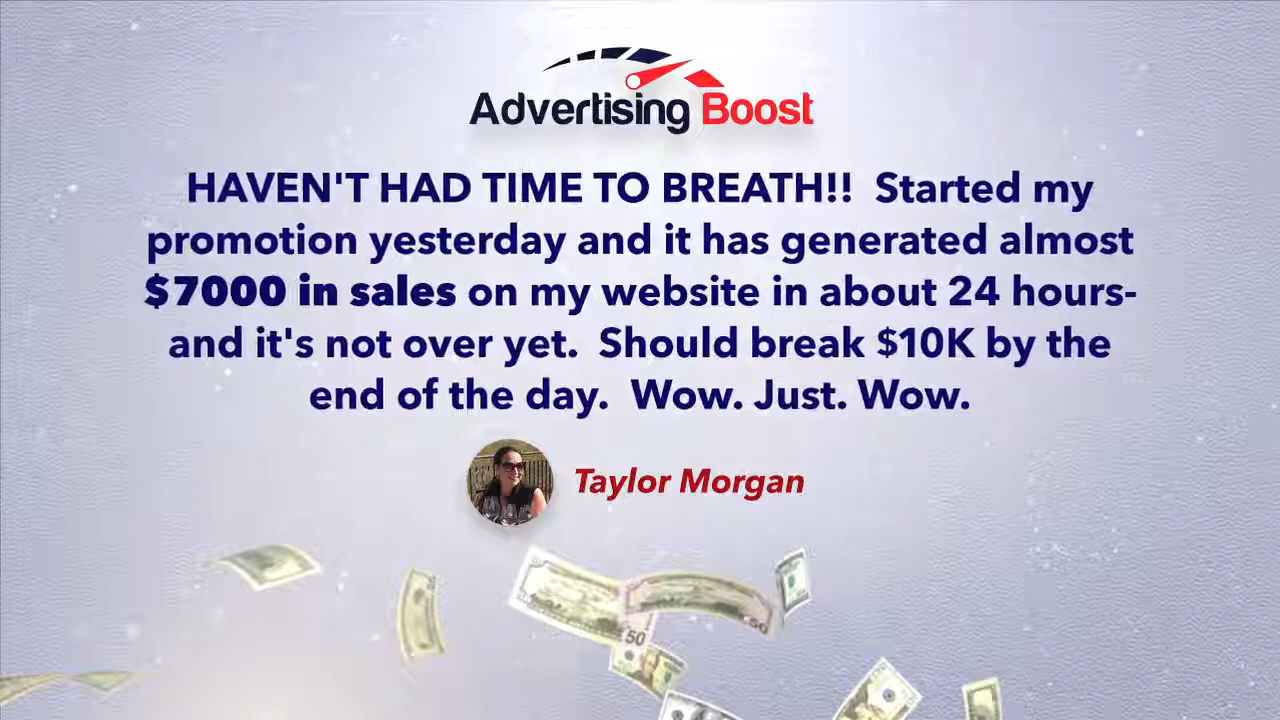 Advertising Boost
HAVEN'T HAD TIME TO BREATH!!  Started my
promotion yesterday and it has generated almost
$7000 in sales on my website in about 24 hours-
and it's not over yet.  Should break $10K by the
end of the day.  Wow. Just. Wow.
Taylor Morgan
50
50